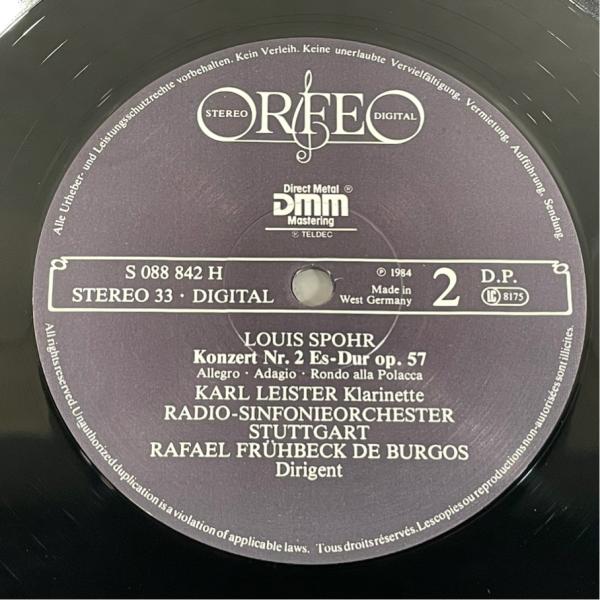 Alle Urheber- und Leistungsschutzrechte vorbehalten. Kein Verleih. Keine unerlaubte Vervielfältigung, Vermietung, Aufführung, Sendung.
STEREO ORFEO DIGITAL
Direct Metal ®
DMM
Mastering
℗ TELDEC
S 088 842 H
STEREO 33 · DIGITAL
℗ 1984
Made in
West Germany
2
D.P.
LC 8175
LOUIS SPOHR
Konzert Nr. 2 Es-Dur op. 57
Allegro · Adagio · Rondo alla Polacca
KARL LEISTER Klarinette
RADIO-SINFONIEORCHESTER
STUTTGART
RAFAEL FRÜHBECK DE BURGOS
Dirigent
All rights reserved. Unauthorized duplication is a violation of applicable laws. Tous droits réservés. Les copies ou reproductions non-autorisées sont illicites.